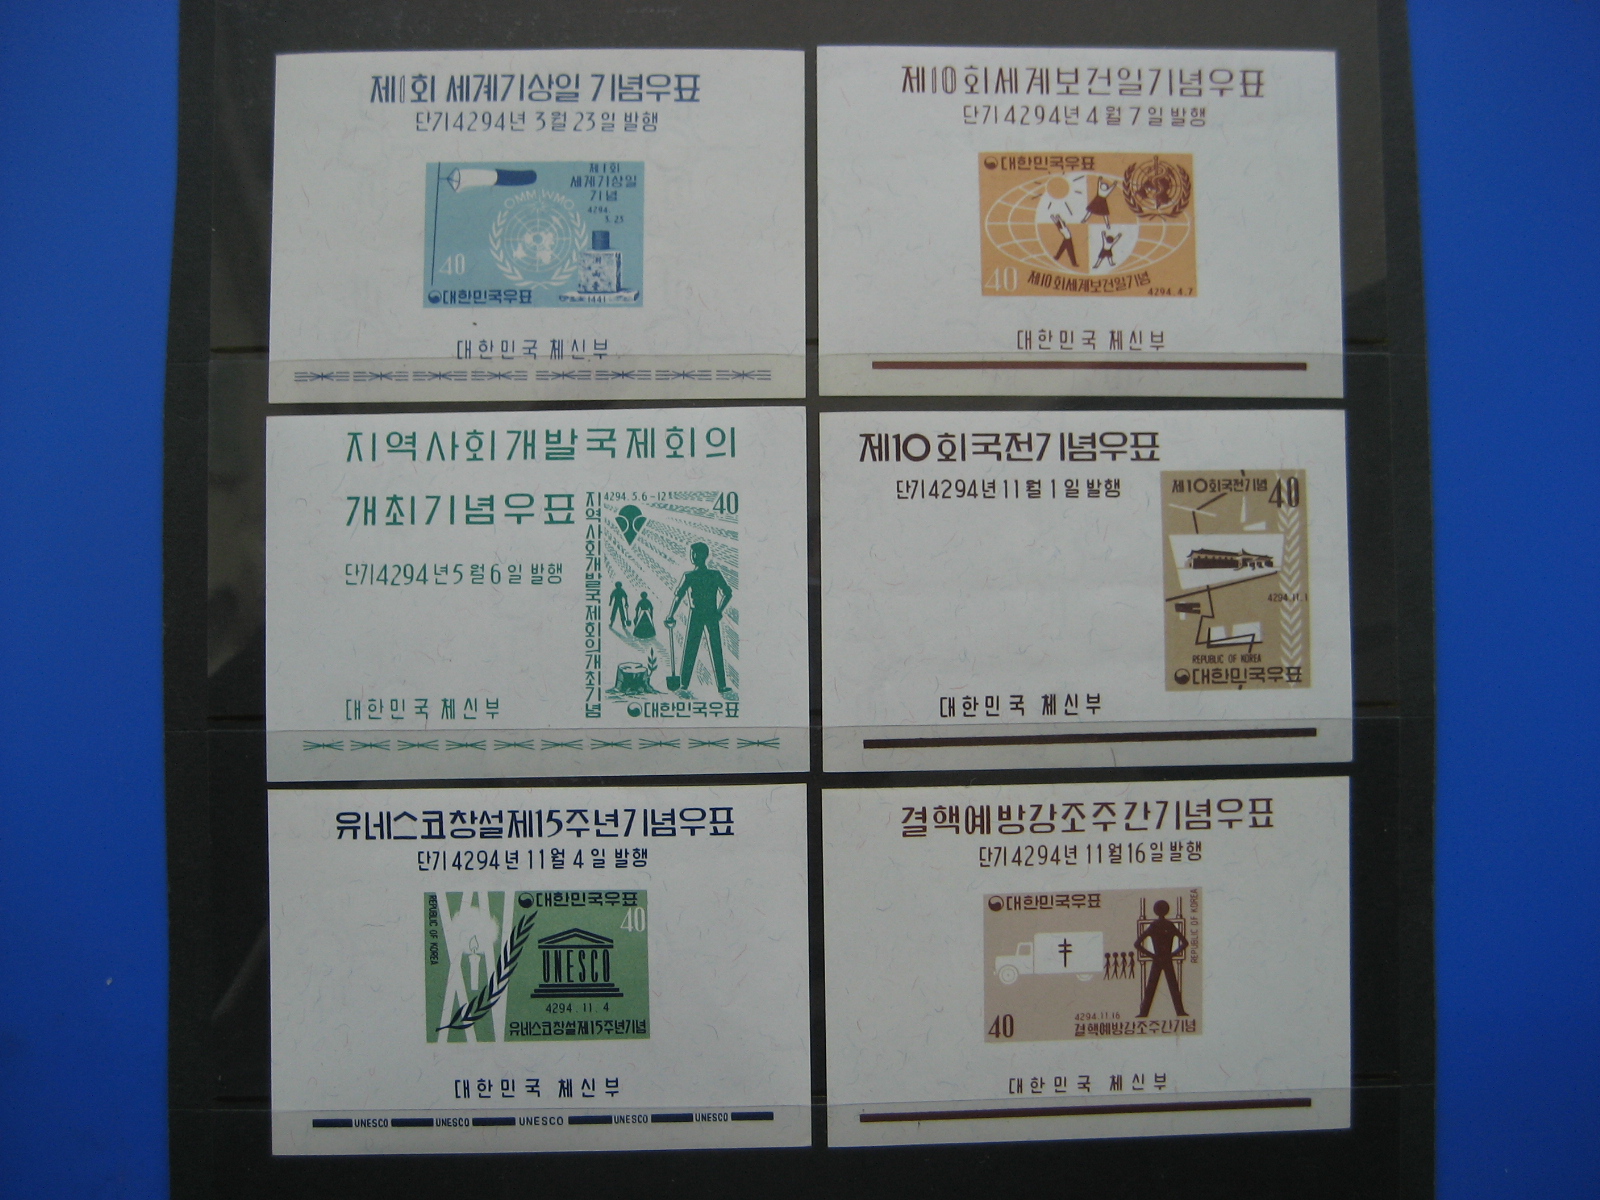 제1회 세계기상일 기념우표
단기4294년 3월 23일 발행
제1회
세계기상일
기념
4294.
3.23
OMM WMO
40
1441
대한민국우표
대한민국 체신부
제10회세계보건일기념우표
단기4294년 4월 7일 발행
대한민국우표
40
제10회세계보건일기념
4294.4.7
대한민국 체신부
지역사회개발국제회의
개최기념우표
단기4294년 5월 6일 발행
4294.5.6-12
40
지역사회개발국제회의개최기념
대한민국우표
대한민국 체신부
제10회국전기념우표
단기4294년 11월 1일 발행
제10회국전기념 40
4294.11.1
REPUBLIC OF KOREA
대한민국우표
대한민국 체신부
유네스코창설제15주년기념우표
단기4294년 11월 4일 발행
REPUBLIC OF KOREA
대한민국우표
40
UNESCO
4294.11.4
유네스코창설제15주년기념
대한민국 체신부
UNESCO UNESCO UNESCO UNESCO UNESCO
결핵예방강조주간기념우표
단기4294년 11월 16일 발행
대한민국우표
REPUBLIC OF KOREA
4294.11.16
40 결핵예방강조주간기념
대한민국 체신부